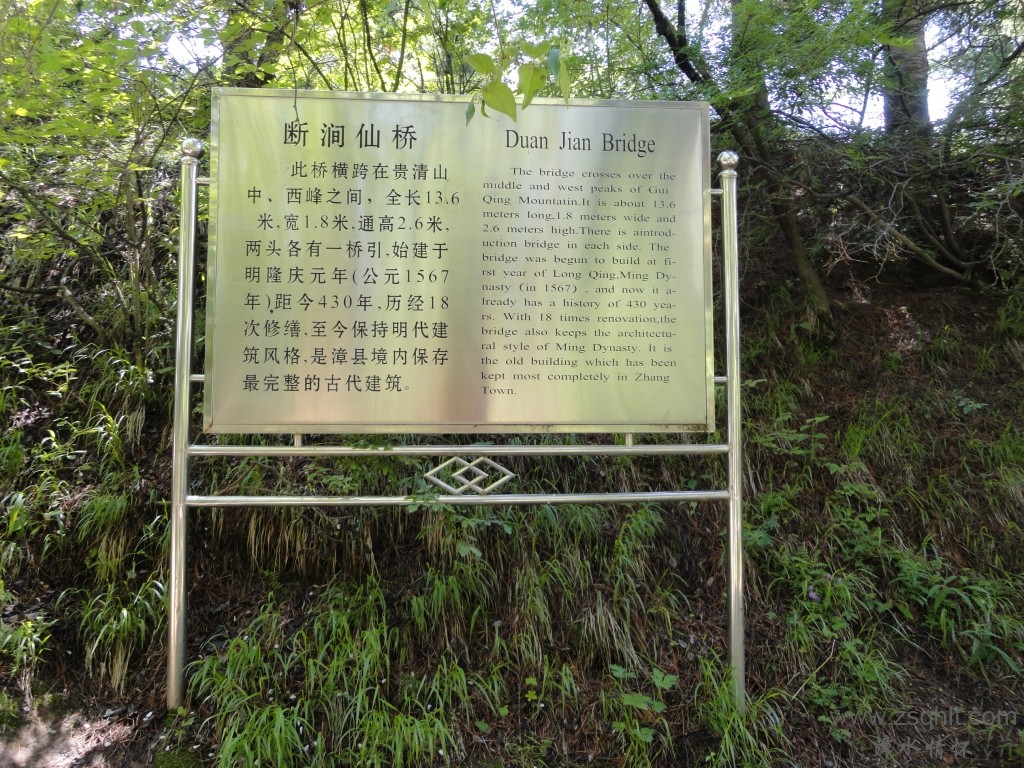 断涧仙桥
此桥横跨在贵清山
中、西峰之间，全长13.6
米,宽1.8米.通高2.6米.
两头各有一桥引,始建于
明隆庆元年(公元1567
年)距今430年,历经18
次修缮,至今保持明代建
筑风格,是漳县境内保存
最完整的古代建筑。
Duan Jian Bridge
The bridge crosses over the
middle and west peaks of Gui
Qing Mountatin.It is about 13.6
meters long,1.8 meters wide and
2.6 meters high.There is aintrod-
uction bridge in each side. The
bridge was begun to build at fi-
rst year of Long Qing.Ming Dy-
nasty (in 1567) , and now it a-
lready has a history of 430 yea-
rs. With 18 times renovation,the
bridge also keeps the architectu-
ral style of Ming Dynasty. It is
the old building which has been
kept most completely in Zhang
Town.
www.zsqhlt.com